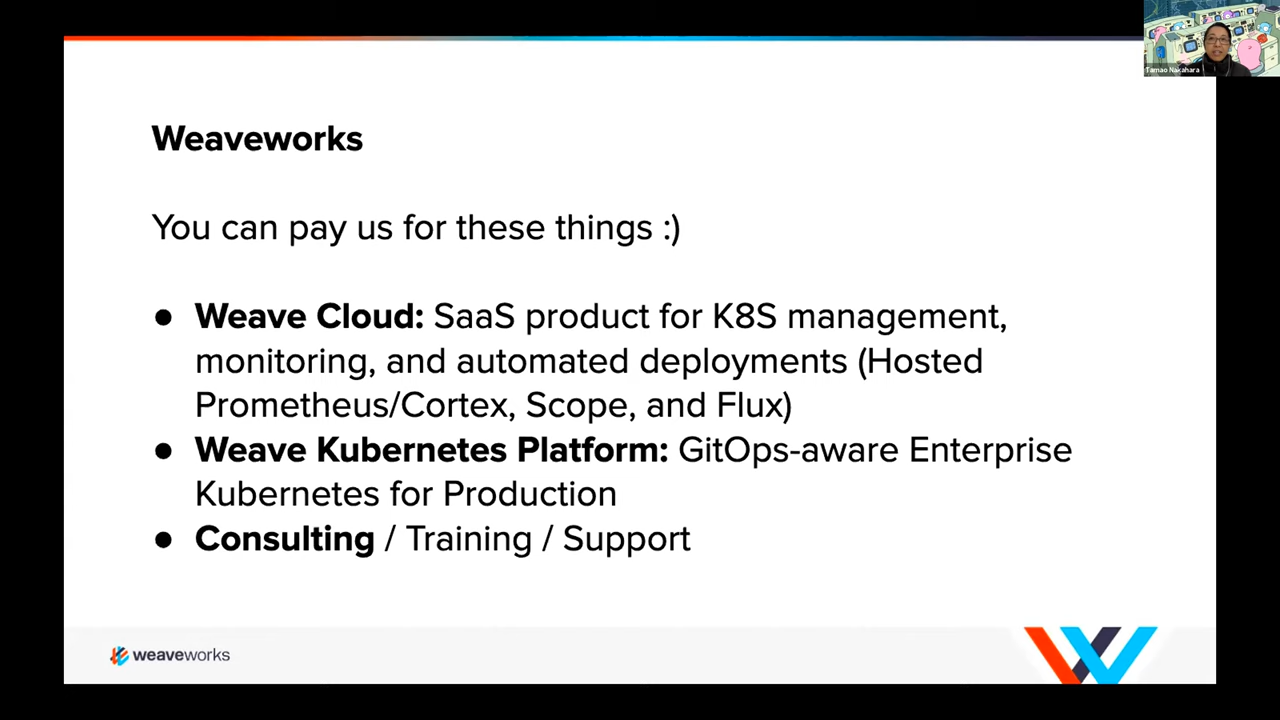 Tamao Nakahara
Weaveworks
You can pay us for these things :)
● Weave Cloud: SaaS product for K8S management,
monitoring, and automated deployments (Hosted
Prometheus/Cortex, Scope, and Flux)
● Weave Kubernetes Platform: GitOps-aware Enterprise
Kubernetes for Production
● Consulting / Training / Support
weaveworks